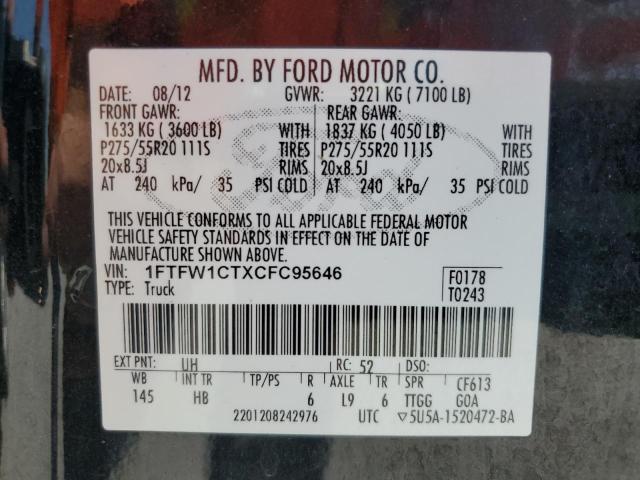 MFD. BY FORD MOTOR CO.
DATE: 08/12 GVWR: 3221 KG ( 7100 LB)
FRONT GAWR: REAR GAWR:
1633 KG ( 3600 LB) WITH 1837 KG ( 4050 LB) WITH
P275/55R20 111S TIRES P275/55R20 111S TIRES
20x8.5J RIMS 20x8.5J RIMS
AT 240 kPa/ 35 PSI COLD AT 240 kPa/ 35 PSI COLD
THIS VEHICLE CONFORMS TO ALL APPLICABLE FEDERAL MOTOR
VEHICLE SAFETY STANDARDS IN EFFECT ON THE DATE OF
MANUFACTURE SHOWN ABOVE.
VIN: 1FTFW1CTXCFC95646 F0178
TYPE: Truck T0243
EXT PNT: UH RC: 52 DSO:
WB INT TR TP/PS R AXLE TR SPR CF613
145 HB 6 L9 6 TTGG GOA
2201208242976 UTC ▽5U5A-1520472-BA